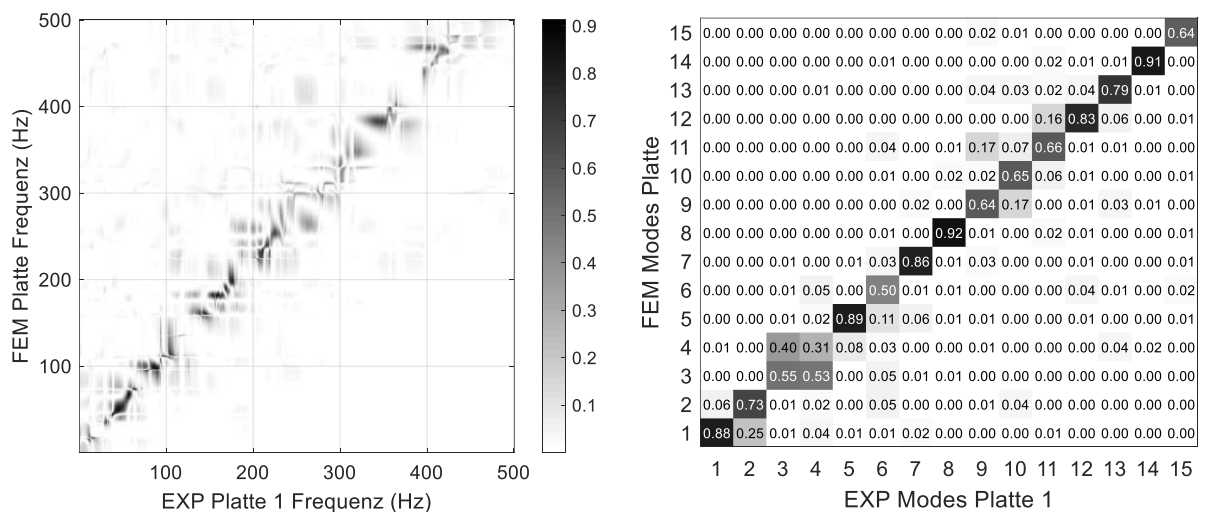 500
400
300
200
100
FEM Platte Frequenz (Hz)
100 200 300 400 500
EXP Platte 1 Frequenz (Hz)
0.9
0.8
0.7
0.6
0.5
0.4
0.3
0.2
0.1
FEM Modes Platte
15 0.00 0.00 0.00 0.00 0.00 0.00 0.00 0.00 0.02 0.01 0.00 0.00 0.00 0.00 0.64
14 0.00 0.00 0.00 0.00 0.00 0.01 0.00 0.00 0.00 0.00 0.02 0.01 0.01 0.91 0.00
13 0.00 0.00 0.00 0.01 0.00 0.00 0.00 0.00 0.04 0.03 0.02 0.04 0.79 0.01 0.00
12 0.00 0.00 0.00 0.00 0.00 0.00 0.00 0.00 0.00 0.00 0.16 0.83 0.06 0.00 0.01
11 0.00 0.00 0.00 0.00 0.00 0.04 0.00 0.01 0.17 0.07 0.66 0.01 0.01 0.00 0.00
10 0.00 0.00 0.00 0.00 0.00 0.01 0.00 0.02 0.02 0.65 0.06 0.01 0.00 0.00 0.01
9 0.00 0.00 0.00 0.00 0.00 0.00 0.02 0.00 0.64 0.17 0.00 0.01 0.03 0.01 0.00
8 0.00 0.00 0.00 0.00 0.00 0.01 0.00 0.92 0.01 0.00 0.02 0.01 0.00 0.00 0.01
7 0.00 0.00 0.01 0.00 0.01 0.03 0.86 0.01 0.03 0.00 0.01 0.00 0.00 0.00 0.01
6 0.00 0.00 0.01 0.05 0.00 0.50 0.01 0.01 0.00 0.00 0.00 0.04 0.01 0.00 0.02
5 0.00 0.00 0.01 0.02 0.89 0.11 0.06 0.01 0.01 0.00 0.00 0.01 0.00 0.00 0.01
4 0.01 0.00 0.40 0.31 0.08 0.03 0.00 0.00 0.01 0.00 0.00 0.00 0.04 0.02 0.00
3 0.00 0.00 0.55 0.53 0.00 0.05 0.01 0.01 0.00 0.00 0.00 0.00 0.00 0.00 0.00
2 0.06 0.73 0.01 0.02 0.00 0.05 0.00 0.00 0.01 0.04 0.00 0.00 0.00 0.00 0.00
1 0.88 0.25 0.01 0.04 0.01 0.01 0.02 0.00 0.00 0.00 0.01 0.00 0.00 0.00 0.00
1 2 3 4 5 6 7 8 9 10 11 12 13 14 15
EXP Modes Platte 1